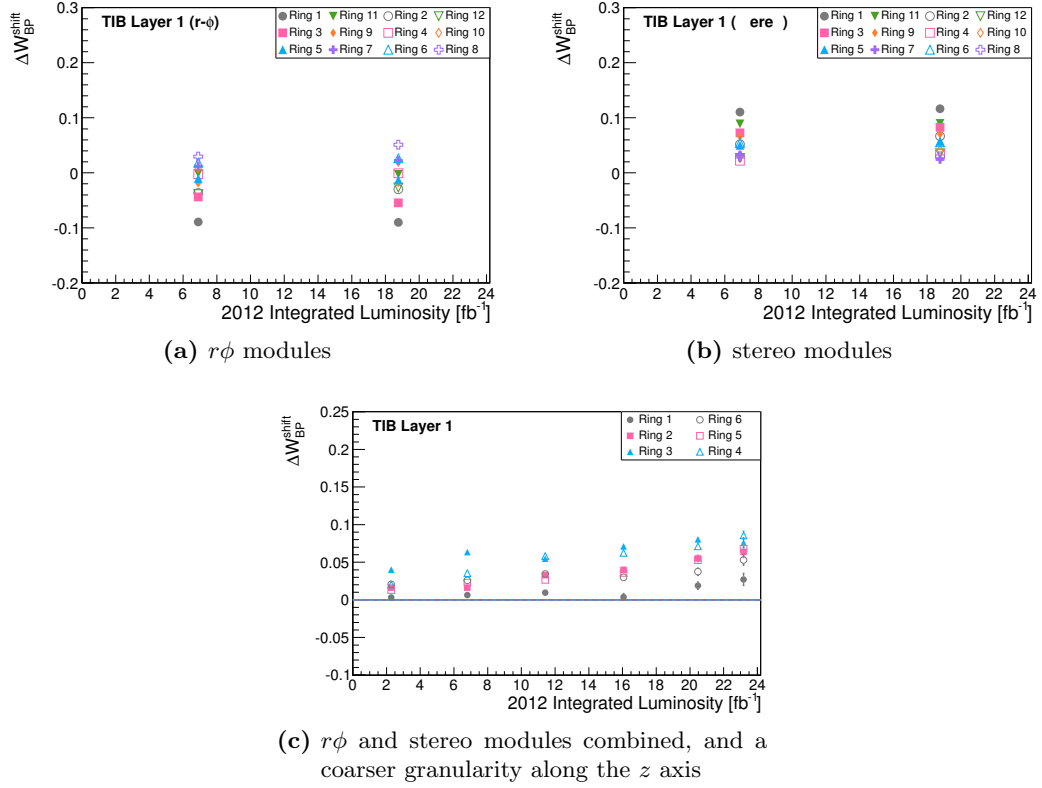 TIB Layer 1 (r-ϕ)
Ring 1 Ring 11 Ring 2 Ring 12
Ring 3 Ring 9 Ring 4 Ring 10
Ring 5 Ring 7 Ring 6 Ring 8
ΔW_BP^shift
0.3
0.2
0.1
0
-0.1
-0.2
0 2 4 6 8 10 12 14 16 18 20 22 24
2012 Integrated Luminosity [fb⁻¹]
(a) rϕ modules
TIB Layer 1 ( ere )
Ring 1 Ring 11 Ring 2 Ring 12
Ring 3 Ring 9 Ring 4 Ring 10
Ring 5 Ring 7 Ring 6 Ring 8
ΔW_BP^shift
0.3
0.2
0.1
0
-0.1
-0.2
0 2 4 6 8 10 12 14 16 18 20 22 24
2012 Integrated Luminosity [fb⁻¹]
(b) stereo modules
TIB Layer 1
Ring 1 Ring 6
Ring 2 Ring 5
Ring 3 Ring 4
ΔW_BP^shift
0.25
0.2
0.15
0.1
0.05
0
-0.05
-0.1
0 2 4 6 8 10 12 14 16 18 20 22 24
2012 Integrated Luminosity [fb⁻¹]
(c) rϕ and stereo modules combined, and a
coarser granularity along the z axis